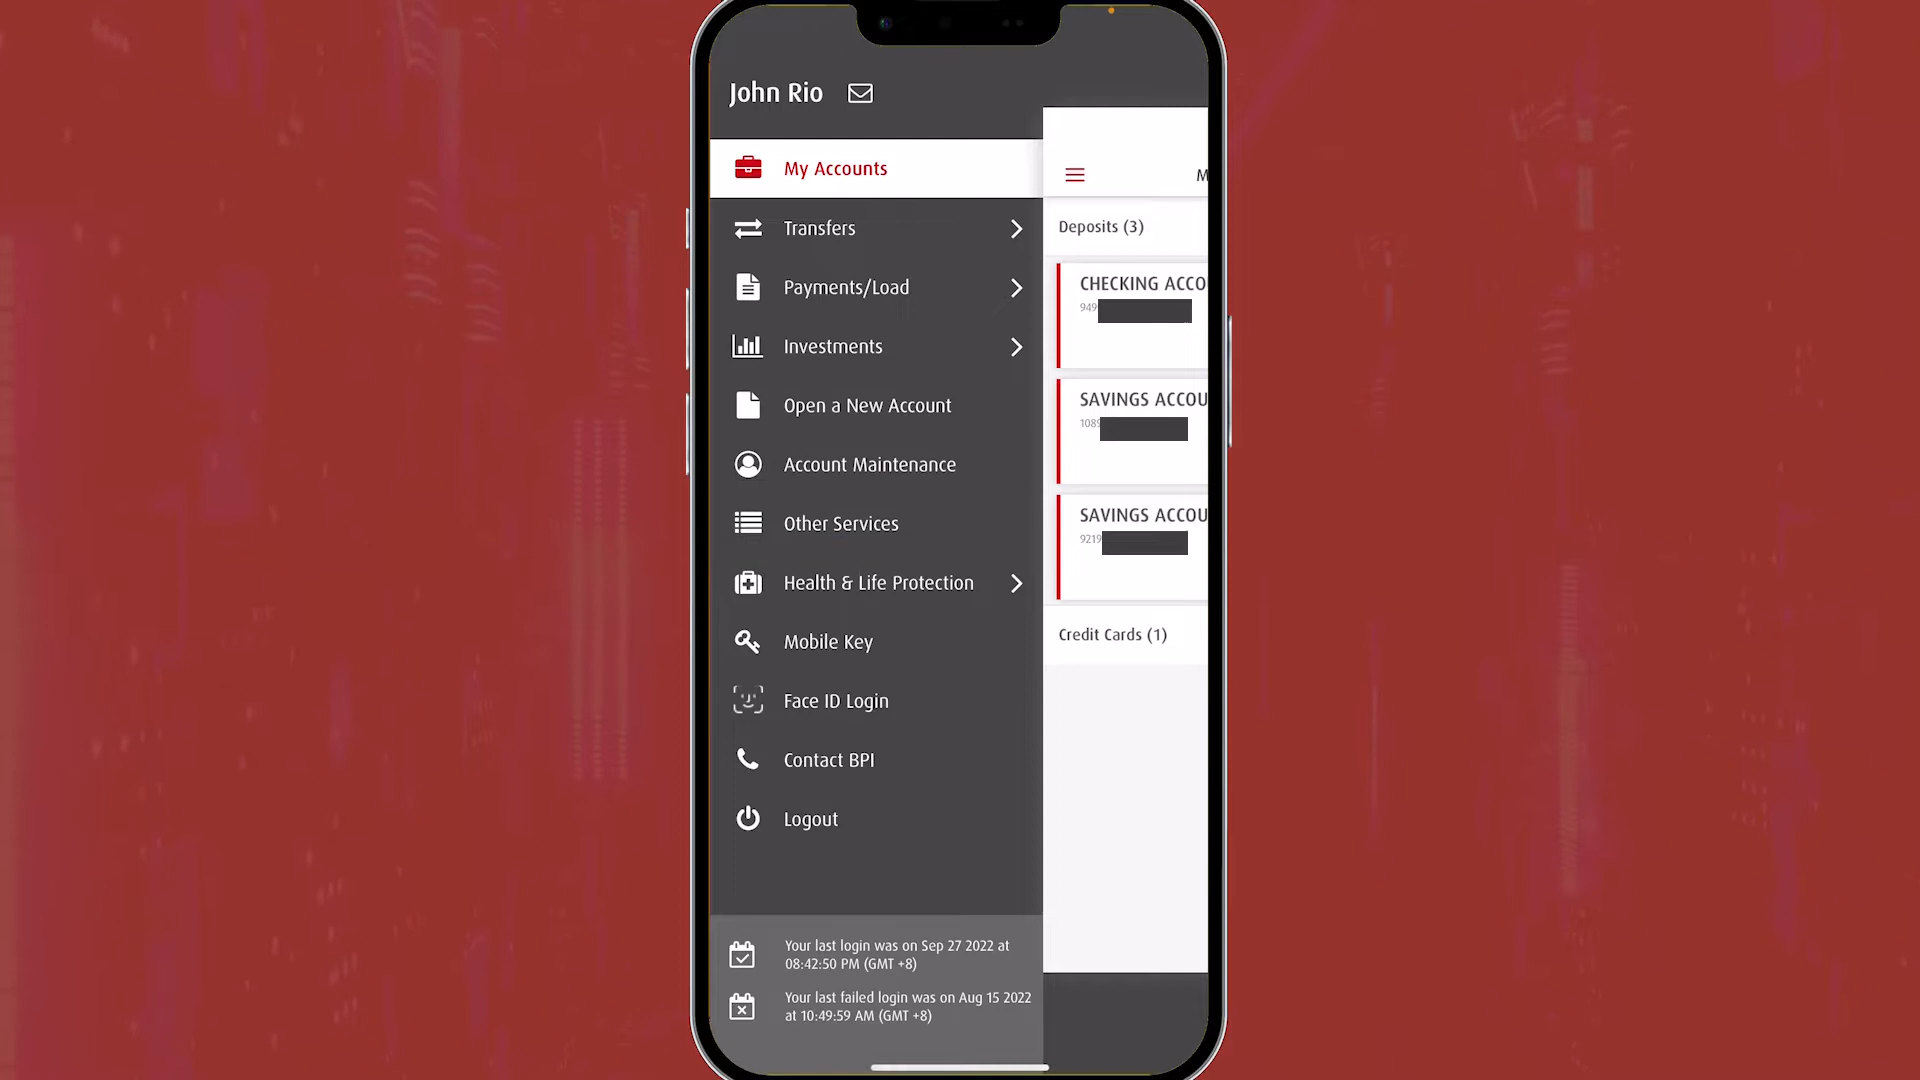 John Rio
My Accounts
Transfers
Payments/Load
Investments
Open a New Account
Account Maintenance
Other Services
Health & Life Protection
Mobile Key
Face ID Login
Contact BPI
Logout
Your last login was on Sep 27 2022 at
08:42:50 PM (GMT +8)
Your last failed login was on Aug 15 2022
at 10:49:59 AM (GMT +8)
M
Deposits (3)
CHECKING ACCO
949
SAVINGS ACCOU
1089
SAVINGS ACCOU
9219
Credit Cards (1)